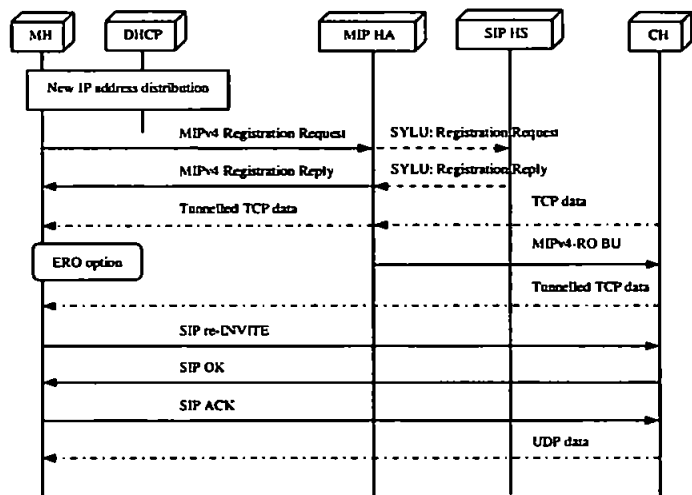 MH DHCP MIP HA SIP HS CH
New IP address distribution
MIPv4 Registration Request SYLU: Registration Request
MIPv4 Registration Reply SYLU: Registration Reply
Tunnelled TCP data TCP data
MIPv4-RO BU
ERO option
Tunnelled TCP data
SIP re-INVITE
SIP OK
SIP ACK
UDP data